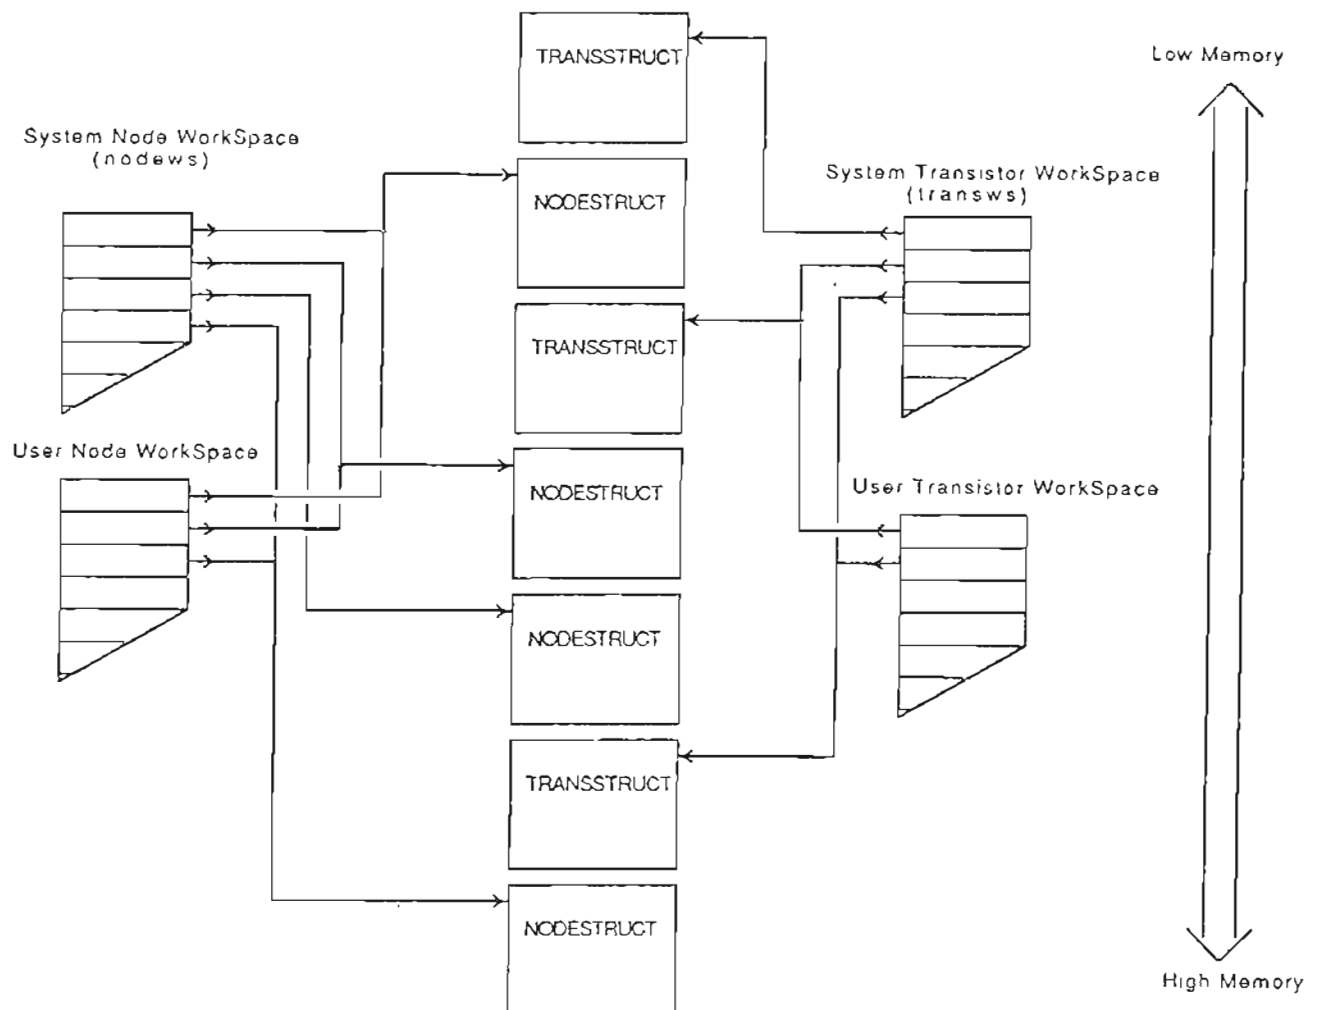 TRANSSTRUCT
Low Memory
System Node WorkSpace
(nodews)
NODESTRUCT
System Transistor WorkSpace
(transws)
TRANSSTRUCT
User Node WorkSpace
NODESTRUCT
User Transistor WorkSpace
NODESTRUCT
TRANSSTRUCT
NODESTRUCT
High Memory